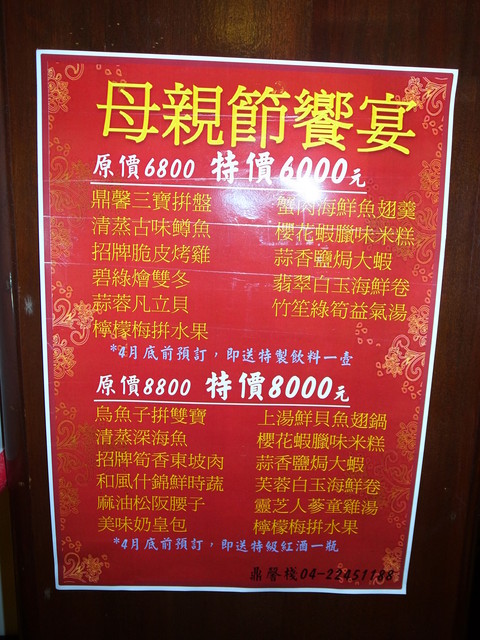 母親節饗宴
原價6800 特價6000元
鼎馨三寶拚盤 蟹肉海鮮魚翅羹
清蒸古味鱒魚 櫻花蝦臘味米糕
招牌脆皮烤雞 蒜香鹽焗大蝦
碧綠燴雙冬 翡翠白玉海鮮卷
蒜蓉凡立貝 竹笙綠筍益氣湯
檸檬梅拚水果
*4月底前預訂，即送特製飲料一壺
原價8800 特價8000元
烏魚子拚雙寶 上湯鮮貝魚翅鍋
清蒸深海魚 櫻花蝦臘味米糕
招牌筍香東坡肉 蒜香鹽焗大蝦
和風什錦鮮時蔬 芙蓉白玉海鮮卷
麻油松阪腰子 靈芝人蔘童雞湯
美味奶皇包 檸檬梅拚水果
*4月底前預訂，即送特級紅酒一瓶
鼎馨棧04-22451188